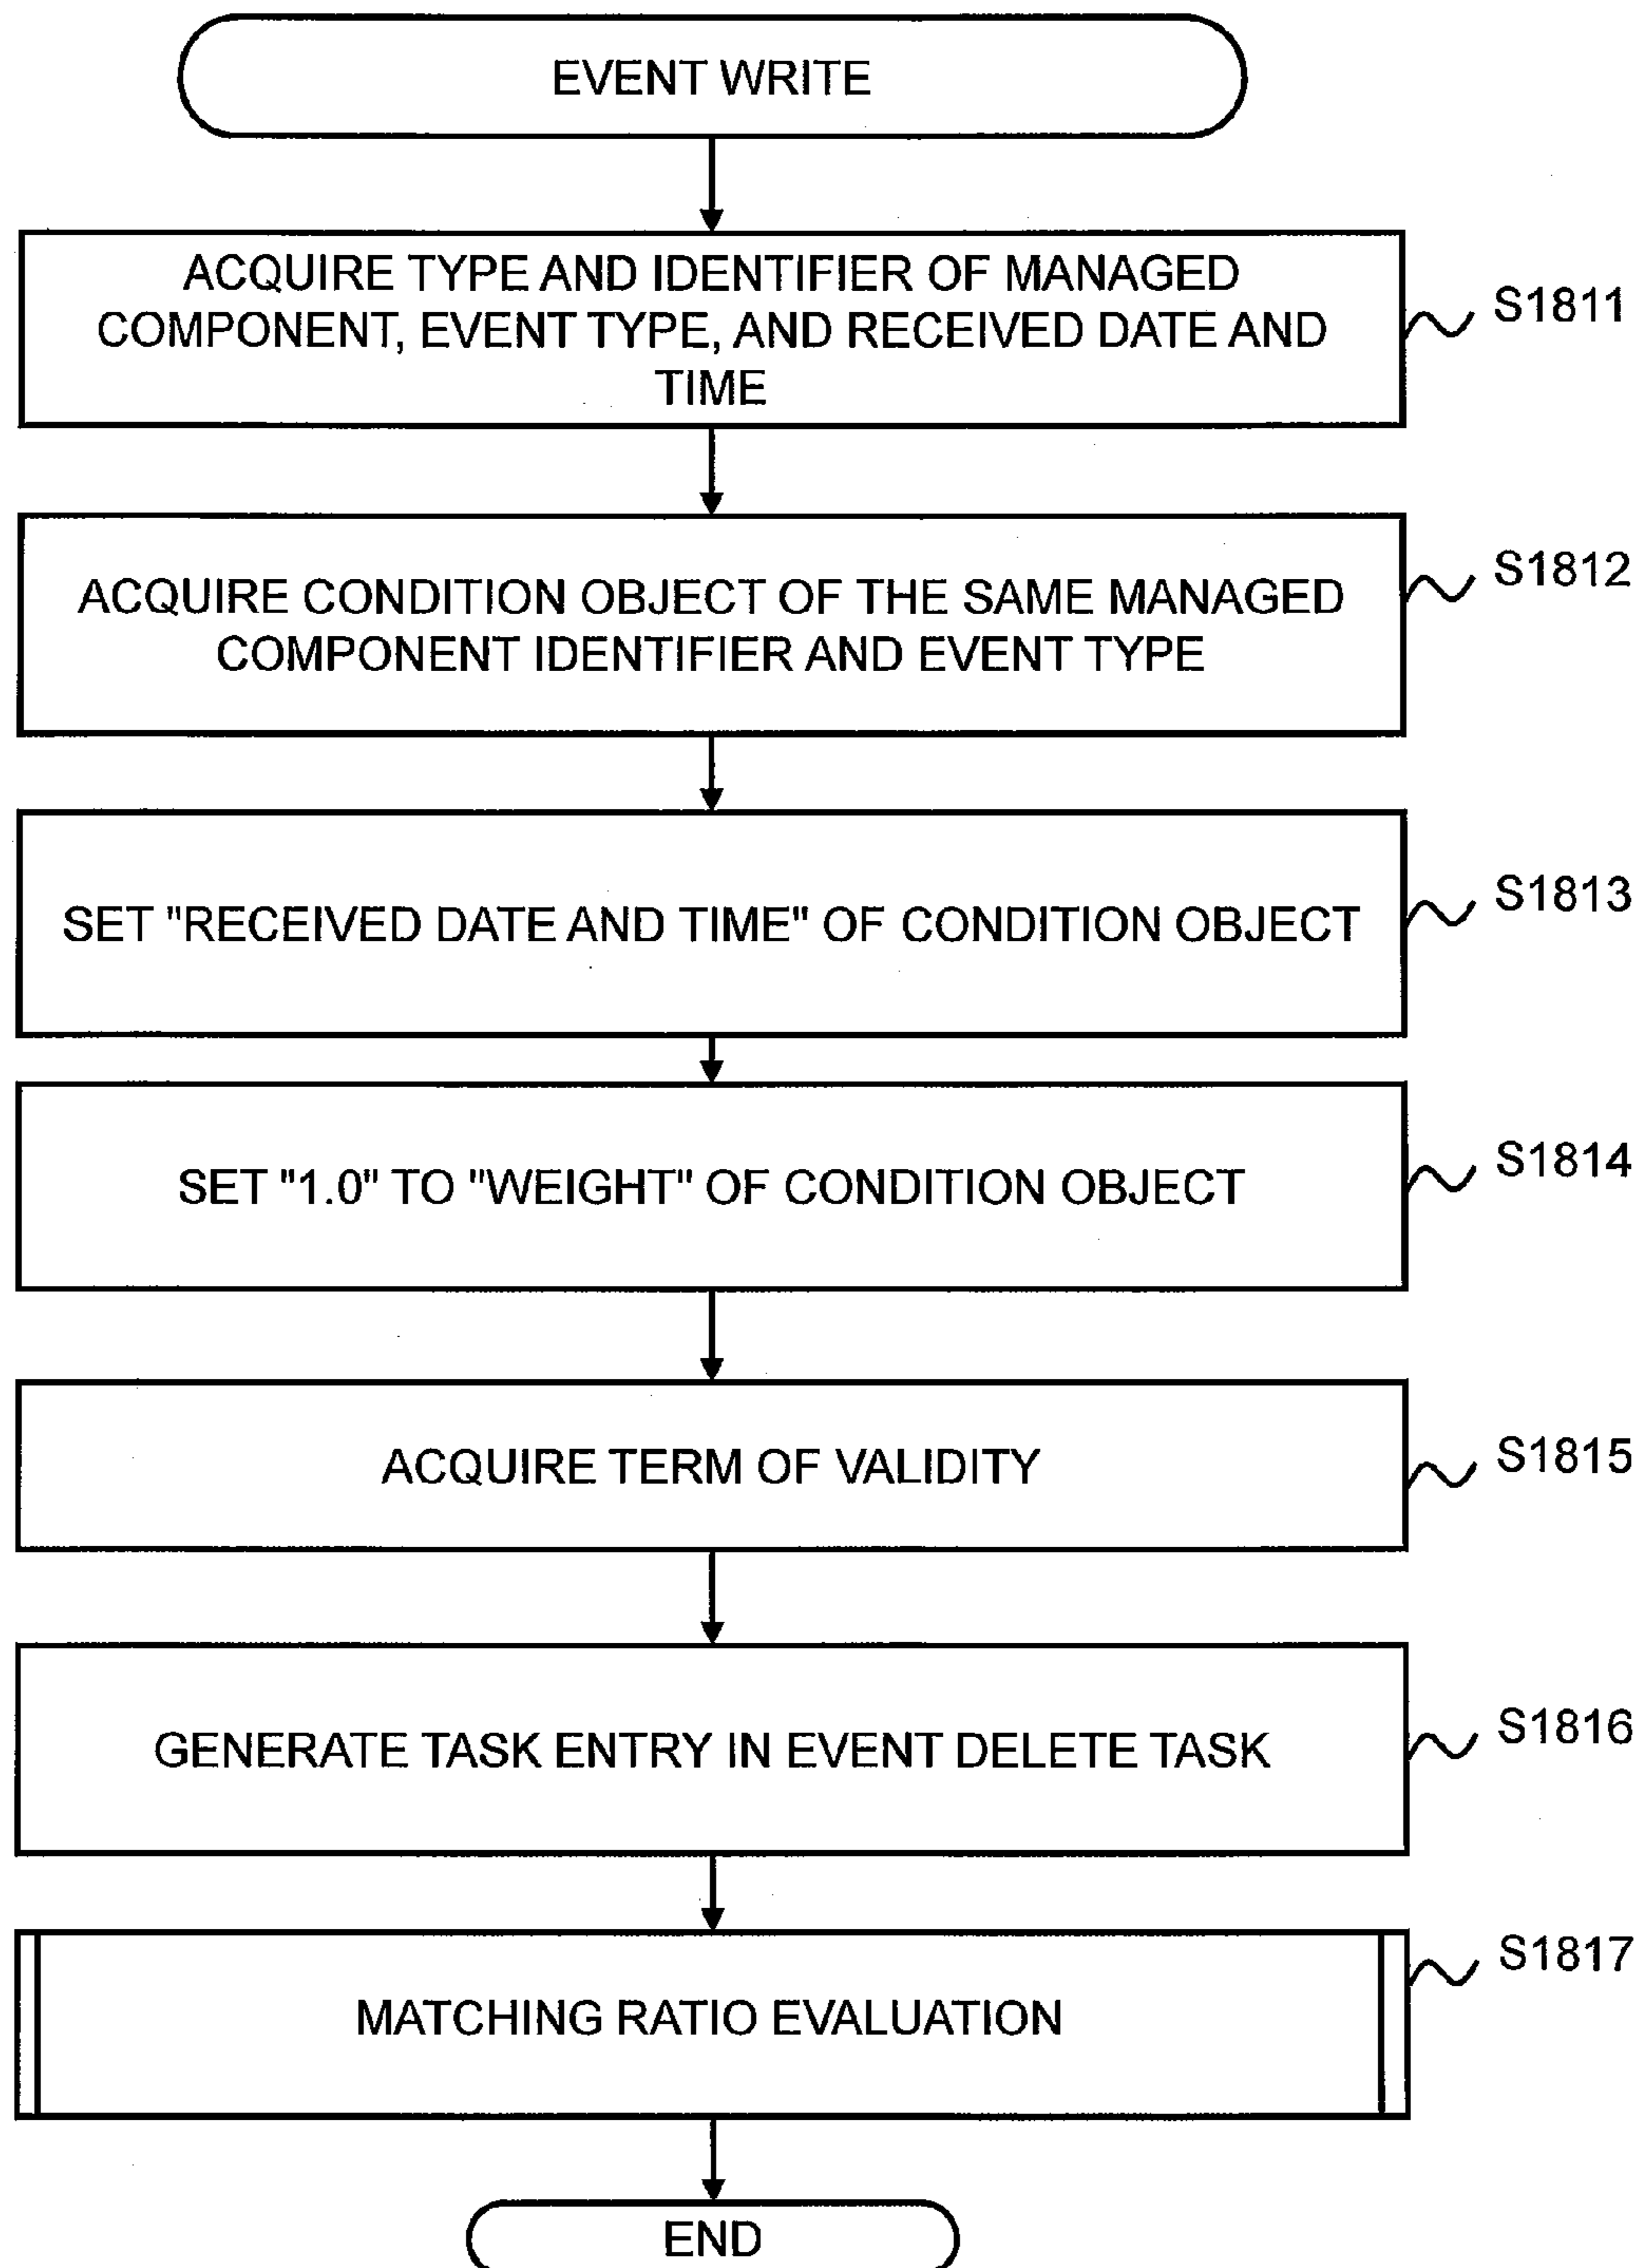 EVENT WRITE
ACQUIRE TYPE AND IDENTIFIER OF MANAGED
COMPONENT, EVENT TYPE, AND RECEIVED DATE AND
TIME
S1811
ACQUIRE CONDITION OBJECT OF THE SAME MANAGED
COMPONENT IDENTIFIER AND EVENT TYPE
S1812
SET "RECEIVED DATE AND TIME" OF CONDITION OBJECT
S1813
SET "1.0" TO "WEIGHT" OF CONDITION OBJECT
S1814
ACQUIRE TERM OF VALIDITY
S1815
GENERATE TASK ENTRY IN EVENT DELETE TASK
S1816
MATCHING RATIO EVALUATION
S1817
END